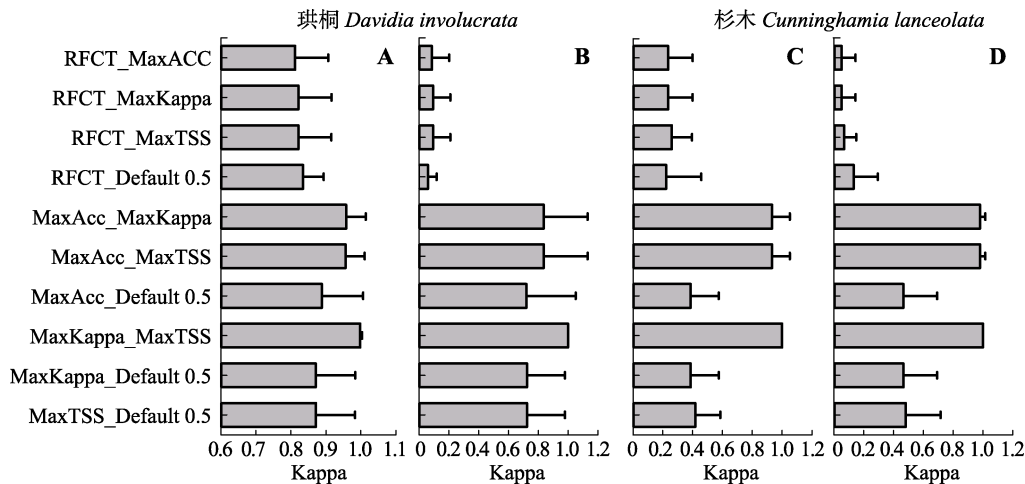 珙桐 Davidia involucrata
杉木 Cunninghamia lanceolata
A
B
C
D
RFCT_MaxACC
RFCT_MaxKappa
RFCT_MaxTSS
RFCT_Default 0.5
MaxAcc_MaxKappa
MaxAcc_MaxTSS
MaxAcc_Default 0.5
MaxKappa_MaxTSS
MaxKappa_Default 0.5
MaxTSS_Default 0.5
0.6 0.7 0.8 0.9 1.0 1.1
0 0.2 0.4 0.6 0.8 1.0 1.2
0 0.2 0.4 0.6 0.8 1.0 1.2
0 0.2 0.4 0.6 0.8 1.0 1.2
Kappa
Kappa
Kappa
Kappa